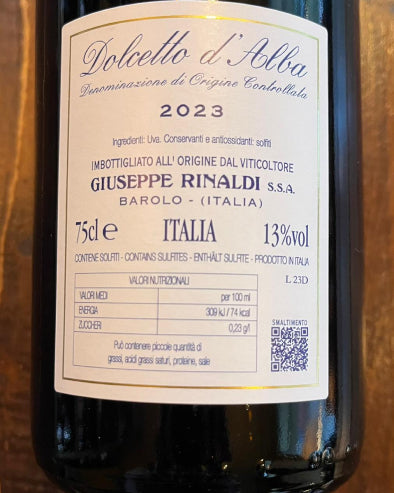 Dolcetto d'Alba
Denominazione di Origine Controllata
2023
Ingredienti: Uva. Conservanti e antiossidanti: solfiti
IMBOTTIGLIATO ALL' ORIGINE DAL VITICOLTORE
GIUSEPPE RINALDI S.S.A.
BAROLO - (ITALIA)
75cl e ITALIA 13%vol
CONTIENE SOLFITI - CONTAINS SULFITES - ENTHÄLT SULFITE - PRODOTTO IN ITALIA
L 23D
VALORI NUTRIZIONALI
VALORI MEDI per 100 ml
ENERGIA 309 kJ / 74 kcal
ZUCCHERI 0,23 g/l
Può contenere piccole quantità di
grassi, acidi grassi saturi, proteine, sale
SMALTIMENTO